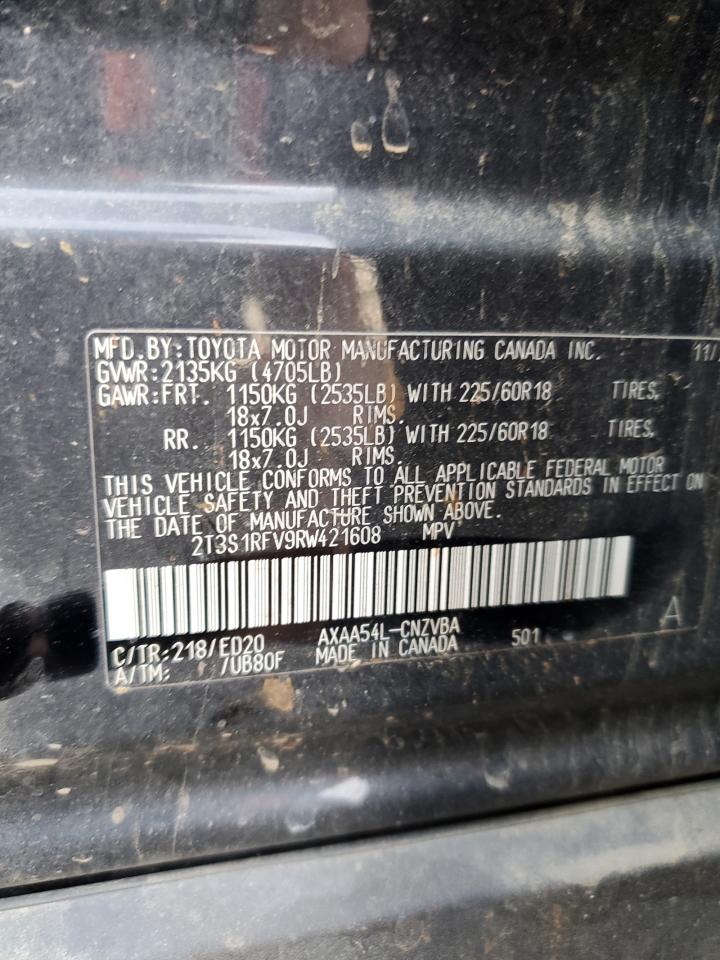 MFD.BY:TOYOTA MOTOR MANUFACTURING CANADA INC. 11/
GVWR:2135KG (4705LB)
GAWR:FRT. 1150KG (2535LB) WITH 225/60R18 TIRES,
18x7.0J RIMS.
RR. 1150KG (2535LB) WITH 225/60R18 TIRES,
18x7.0J RIMS.
THIS VEHICLE CONFORMS TO ALL APPLICABLE FEDERAL MOTOR
VEHICLE SAFETY AND THEFT PREVENTION STANDARDS IN EFFECT ON
THE DATE OF MANUFACTURE SHOWN ABOVE.
2T3S1RFV9RW421608 MPV
A
C/TR:218/ED20 AXAA54L-CNZVBA 501
A/TM: /UB80F MADE IN CANADA